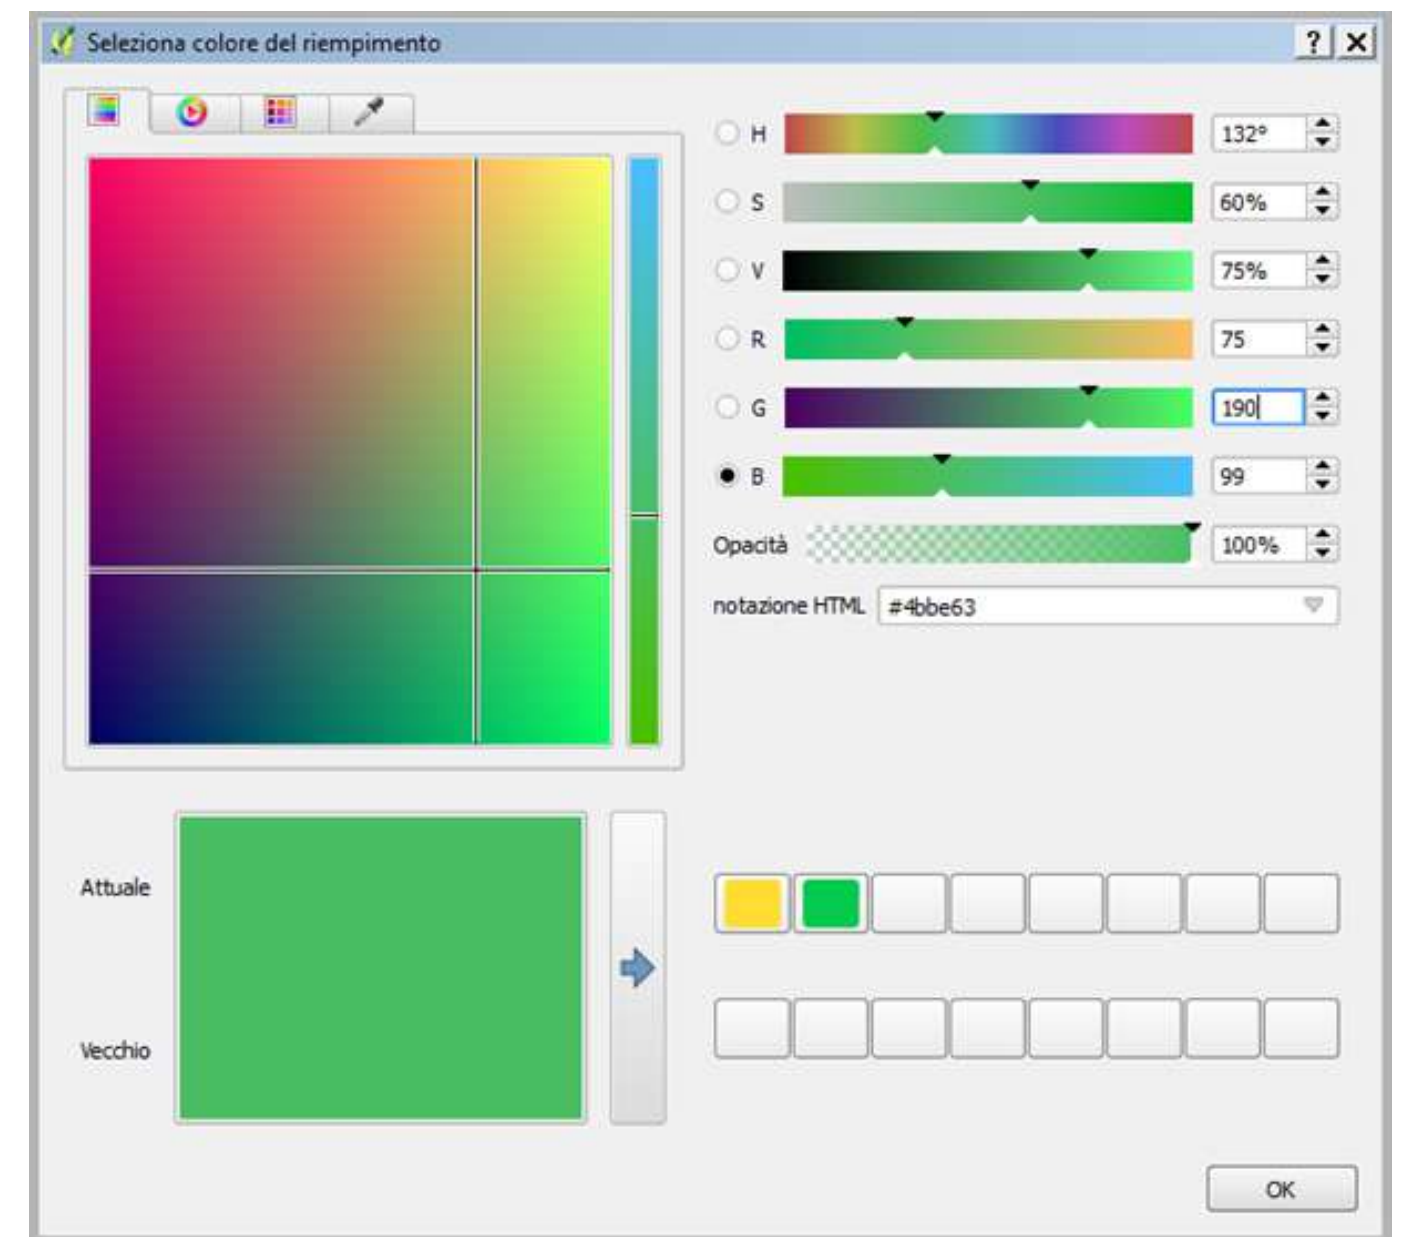 Seleziona colore del riempimento
? X
H 132°
S 60%
V 75%
R 75
G 190
B 99
Opacità 100%
notazione HTML #4bbe63
Attuale
Vecchio
OK